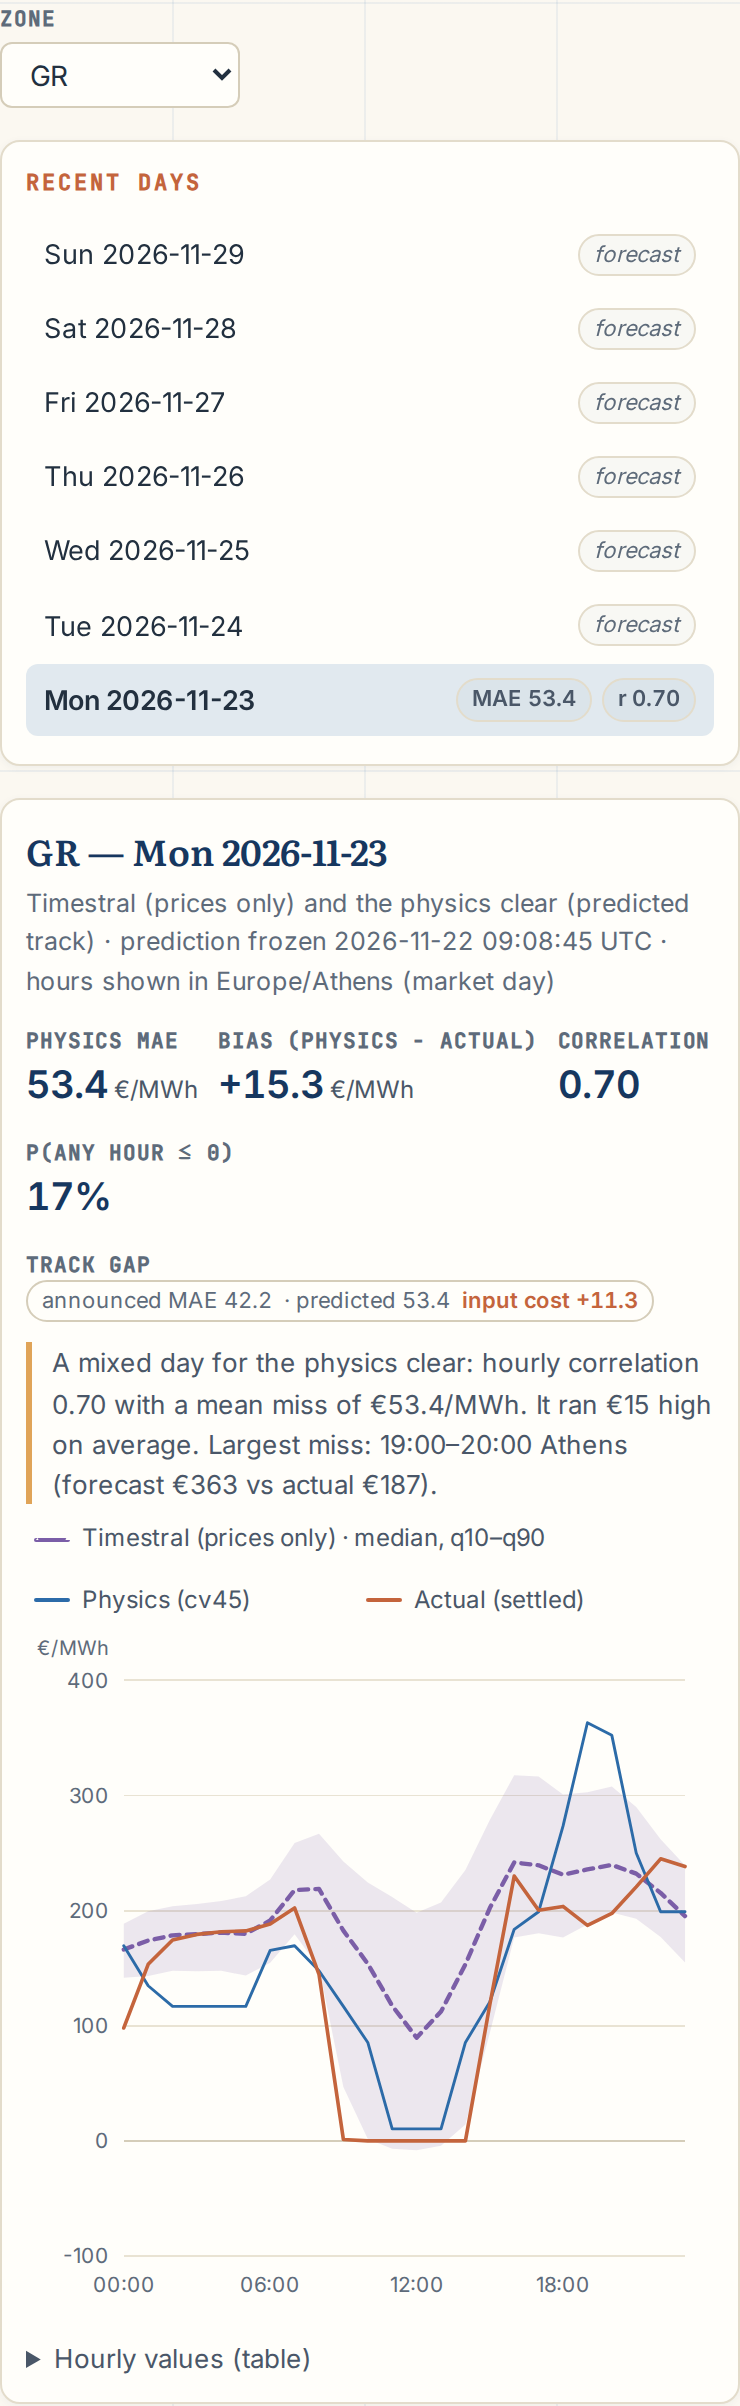 ZONE
GR
RECENT DAYS
Sun 2026-11-29 forecast
Sat 2026-11-28 forecast
Fri 2026-11-27 forecast
Thu 2026-11-26 forecast
Wed 2026-11-25 forecast
Tue 2026-11-24 forecast
Mon 2026-11-23 MAE 53.4 r 0.70
GR — Mon 2026-11-23
Timestral (prices only) and the physics clear (predicted
track) · prediction frozen 2026-11-22 09:08:45 UTC ·
hours shown in Europe/Athens (market day)
PHYSICS MAE BIAS (PHYSICS - ACTUAL) CORRELATION
53.4 €/MWh +15.3 €/MWh 0.70
P(ANY HOUR ≤ 0)
17%
TRACK GAP
announced MAE 42.2 · predicted 53.4 input cost +11.3
A mixed day for the physics clear: hourly correlation
0.70 with a mean miss of €53.4/MWh. It ran €15 high
on average. Largest miss: 19:00–20:00 Athens
(forecast €363 vs actual €187).
Timestral (prices only) · median, q10–q90
Physics (cv45) Actual (settled)
€/MWh
400
300
200
100
0
-100
00:00 06:00 12:00 18:00
Hourly values (table)